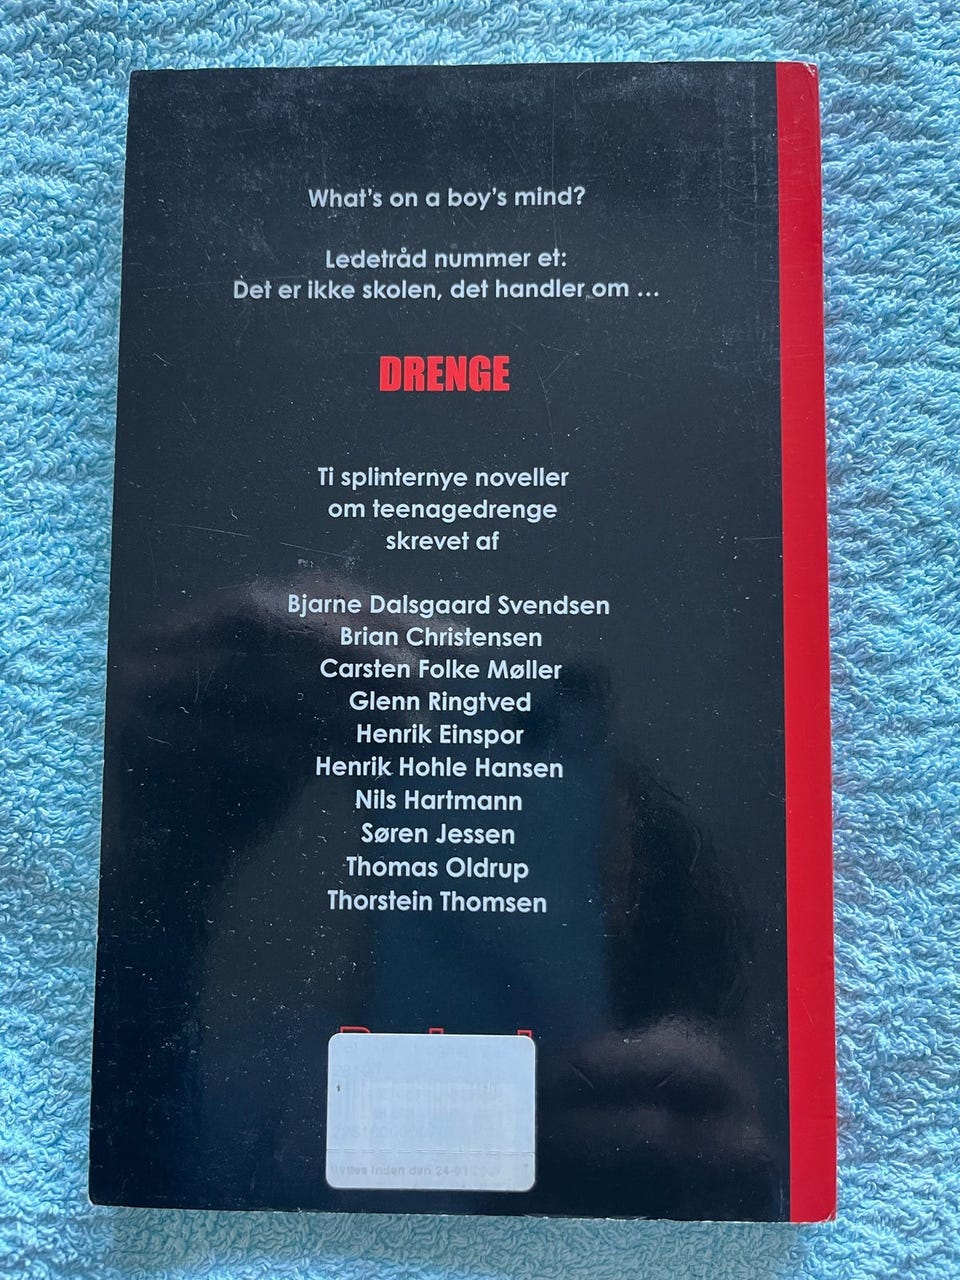 What's on a boy's mind?
Ledetråd nummer et:
Det er ikke skolen, det handler om ...
DRENGE
Ti splinternye noveller
om teenagedrenge
skrevet af
Bjarne Dalsgaard Svendsen
Brian Christensen
Carsten Folke Møller
Glenn Ringtved
Henrik Einspor
Henrik Hohle Hansen
Nils Hartmann
Søren Jessen
Thomas Oldrup
Thorstein Thomsen
inden den